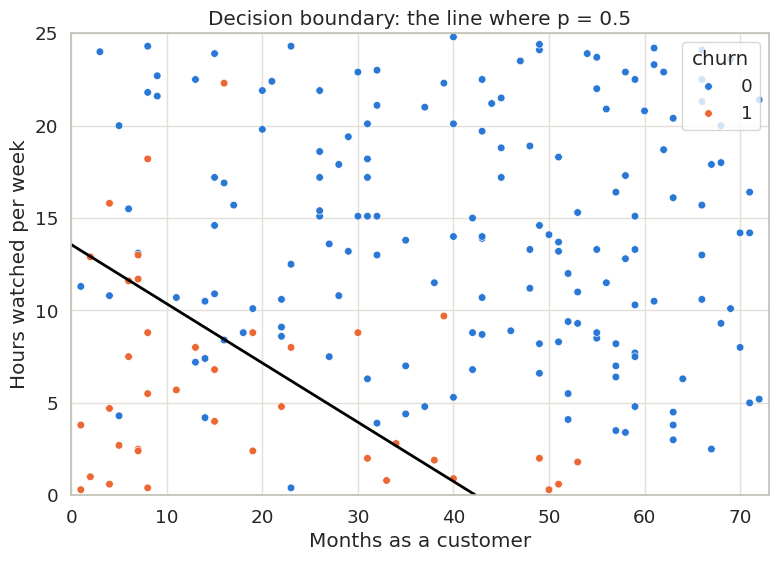 Decision boundary: the line where p = 0.5
25
20
15
10
5
0
Hours watched per week
churn
0
1
0 10 20 30 40 50 60 70
Months as a customer